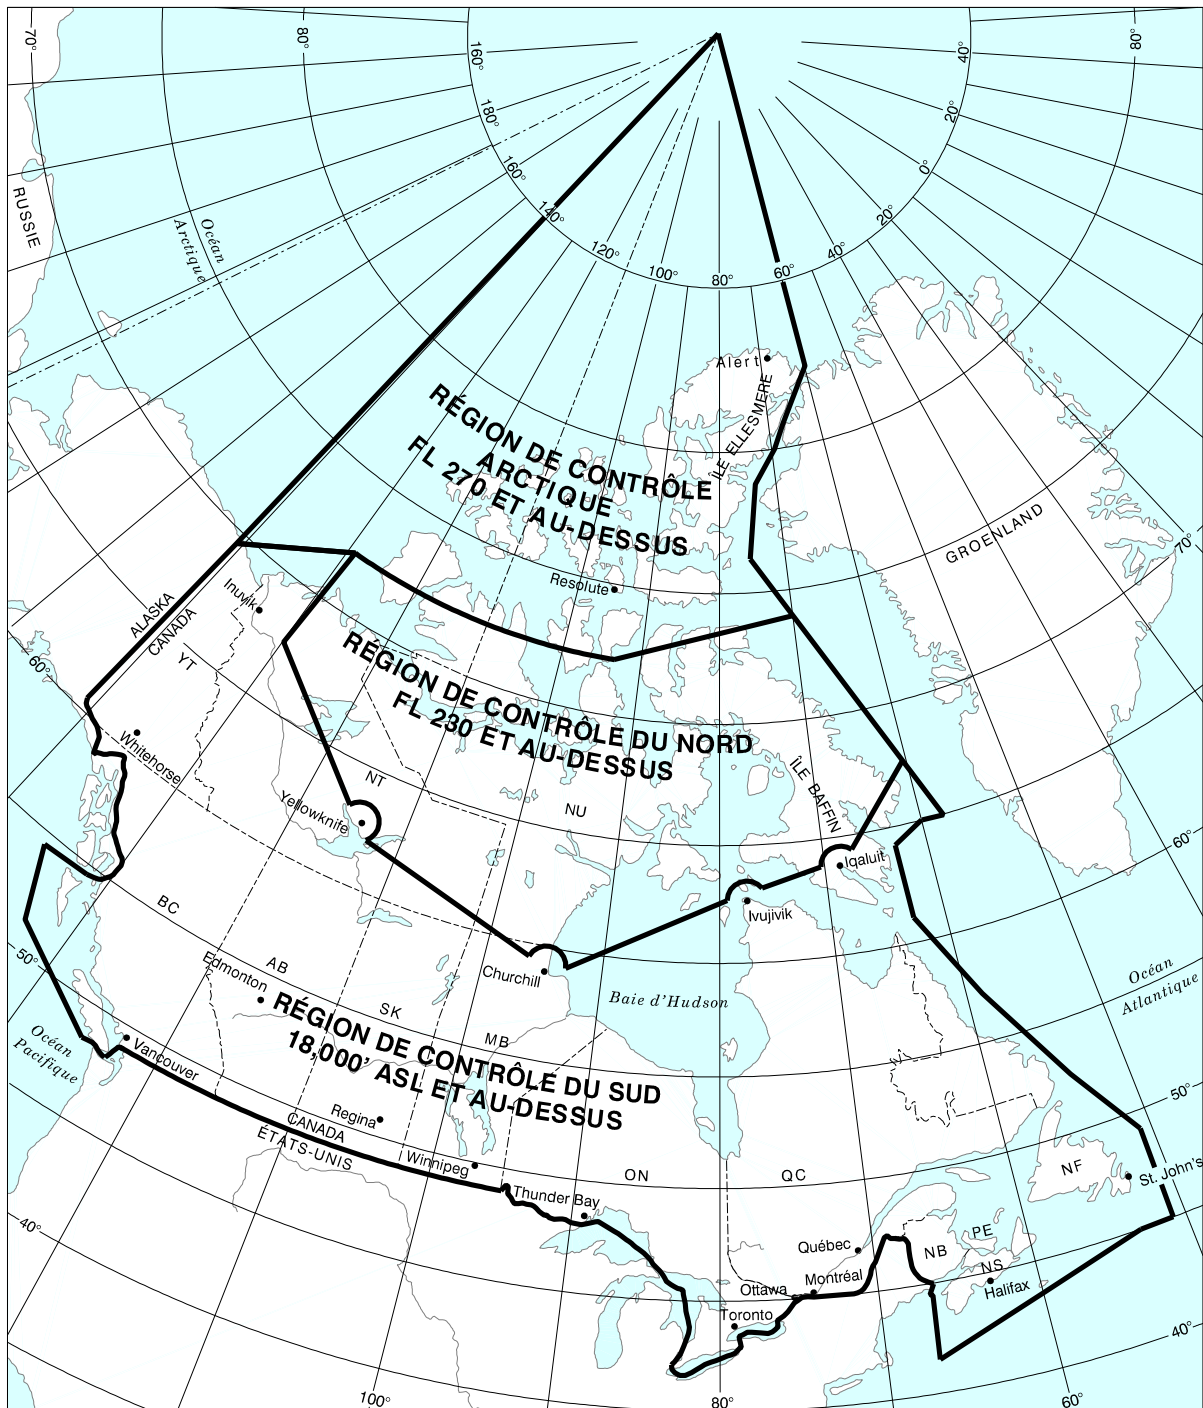 70°
80°
160°
180°
160°
140°
120°
100°
80°
60°
40°
20°
0°
20°
40°
80°
RUSSIE
Océan
Arctique
Alert
ÎLE ELLESMERE
RÉGION DE CONTRÔLE
ARCTIQUE
FL 270 ET AU-DESSUS
GROENLAND
70°
Resolute
Inuvik
ALASKA
CANADA
YT
60°
RÉGION DE CONTRÔLE DU NORD
FL 230 ET AU-DESSUS
Whitehorse
NT
NU
ÎLE BAFFIN
Yellowknife
Iqaluit
60°
Ivujivik
BC
AB
SK
MB
Edmonton
Churchill
Baie d'Hudson
Océan
Atlantique
50°
RÉGION DE CONTRÔLE DU SUD
18,000' ASL ET AU-DESSUS
Océan
Pacifique
Vancouver
Regina
CANADA
ÉTATS-UNIS
Winnipeg
Thunder Bay
ON
QC
NF
50°
St. John's
40°
Québec
NB
PE
NS
Halifax
Montréal
Ottawa
Toronto
40°
100°
80°
60°